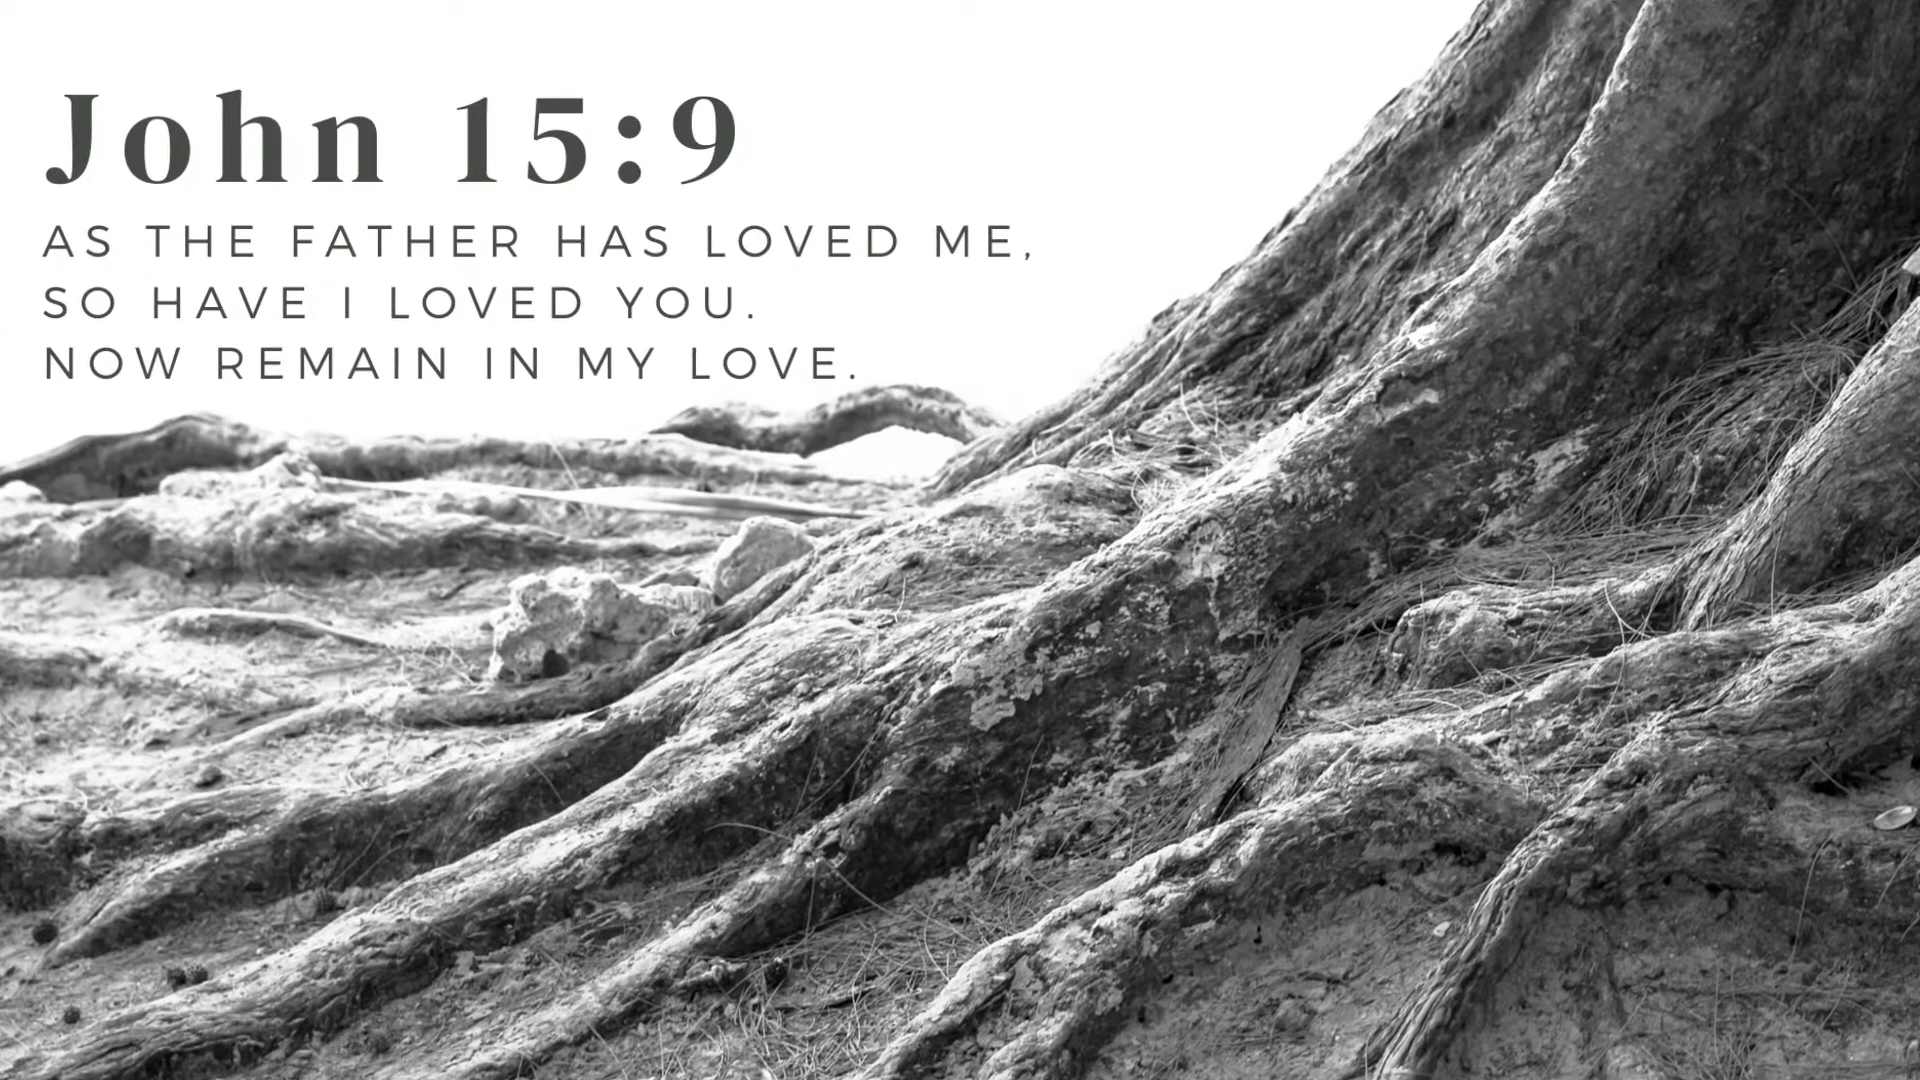 John 15:9
AS THE FATHER HAS LOVED ME,
SO HAVE I LOVED YOU.
NOW REMAIN IN MY LOVE.